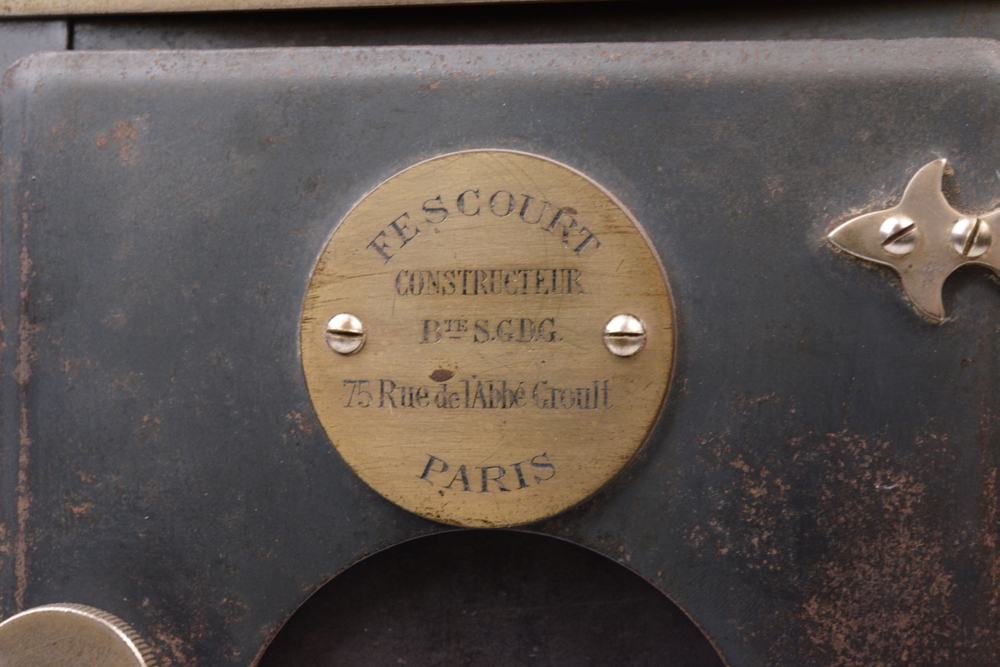 FESCOURT
CONSTRUCTEUR
BTE S.G.D.G.
75 Rue de l'Abbé Groult
PARIS